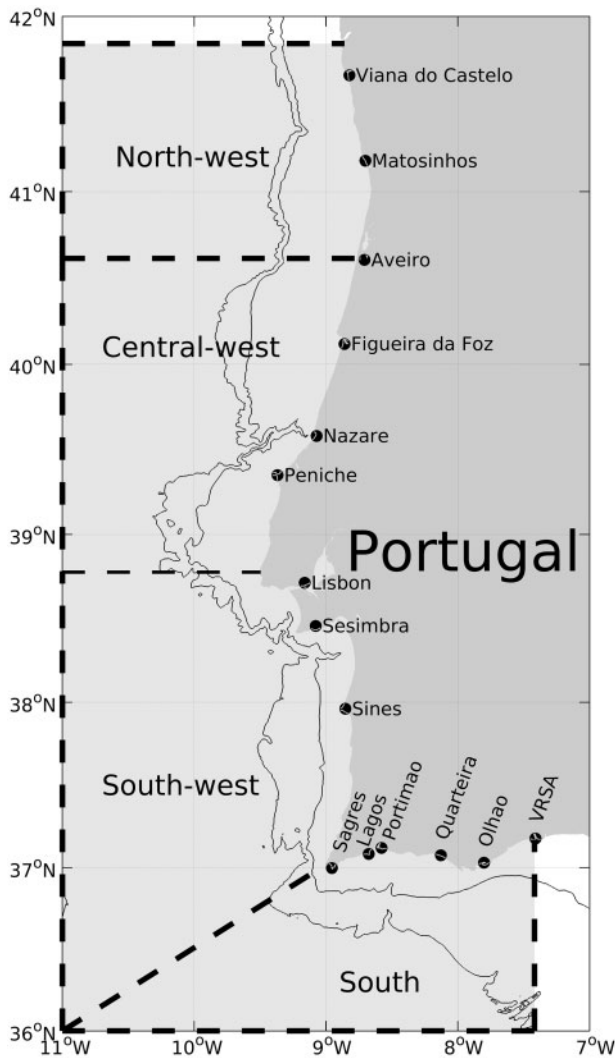 42°N
Viana do Castelo
North-west
Matosinhos
41°N
Aveiro
Central-west
Figueira da Foz
40°N
Nazare
Peniche
39°N
Portugal
Lisbon
Sesimbra
38°N
Sines
South-west
Sagres
Lagos
Portimao
Quarteira
Olhao
VRSA
37°N
South
36°N
11°W 10°W 9°W 8°W 7°W